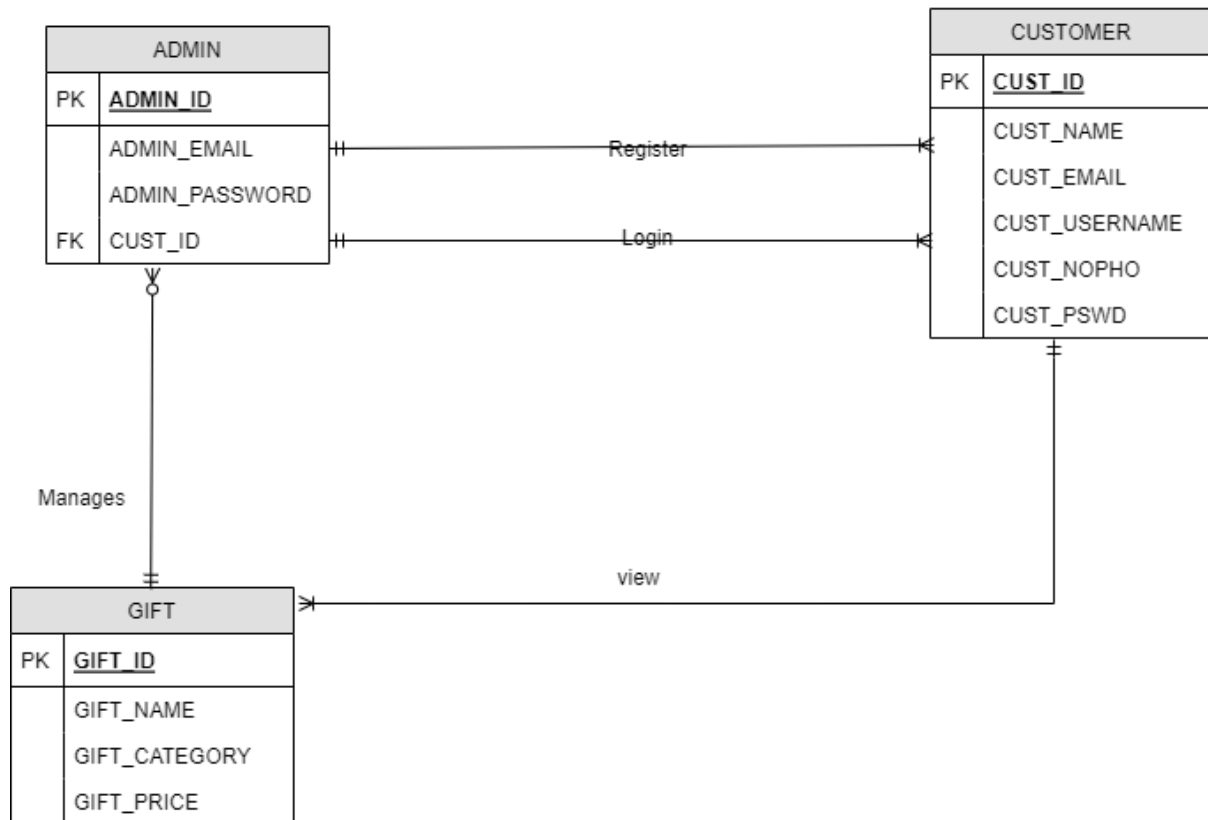 ADMIN
PK ADMIN_ID
ADMIN_EMAIL
ADMIN_PASSWORD
FK CUST_ID
Register
Login
CUSTOMER
PK CUST_ID
CUST_NAME
CUST_EMAIL
CUST_USERNAME
CUST_NOPHO
CUST_PSWD
Manages
view
GIFT
PK GIFT_ID
GIFT_NAME
GIFT_CATEGORY
GIFT_PRICE